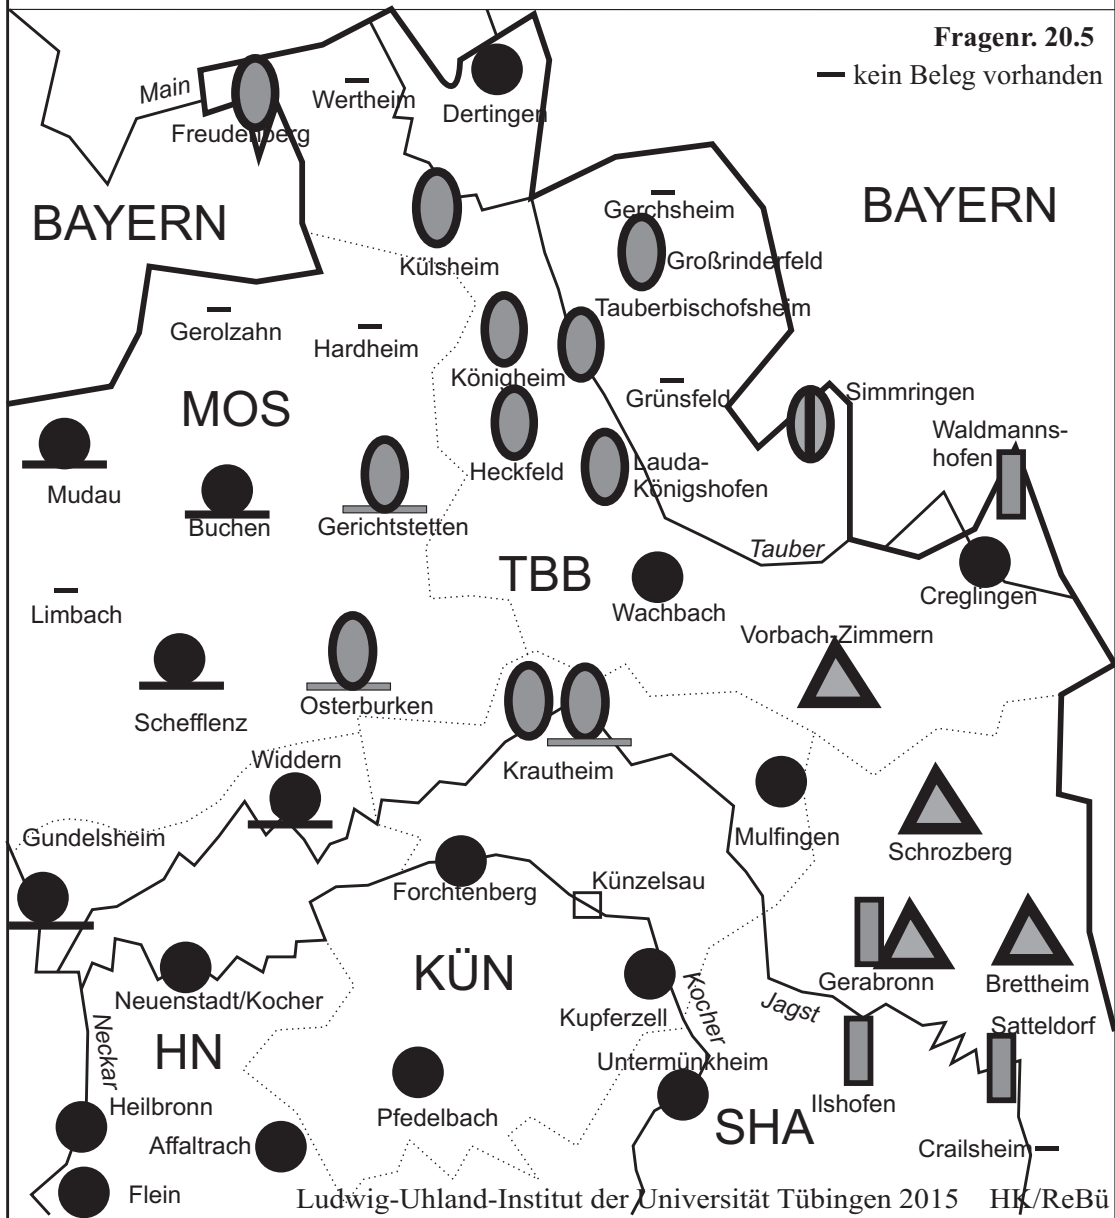 Fragenr. 20.5
kein Beleg vorhanden
Main
Wertheim
Dertingen
Freudenberg
BAYERN
BAYERN
Gerchsheim
Külsheim
Großrinderfeld
Tauberbischofsheim
Gerolzahn
Hardheim
Königheim
MOS
Grünsfeld
Simmringen
Waldmanns-
hofen
Heckfeld
Lauda-
Königshofen
Mudau
Buchen
Gerichtstetten
Tauber
TBB
Limbach
Wachbach
Creglingen
Vorbach-Zimmern
Schefflenz
Osterburken
Widdern
Krautheim
Gundelsheim
Mulfingen
Schrozberg
Forchtenberg
Künzelsau
KÜN
Gerabronn
Brettheim
Neuenstadt/Kocher
Kupferzell
Kocher
Jagst
Satteldorf
Neckar
HN
Untermünkheim
Heilbronn
Pfedelbach
Ilshofen
SHA
Affaltrach
Crailsheim
Flein
Ludwig-Uhland-Institut der Universität Tübingen 2015 HK/ReBü